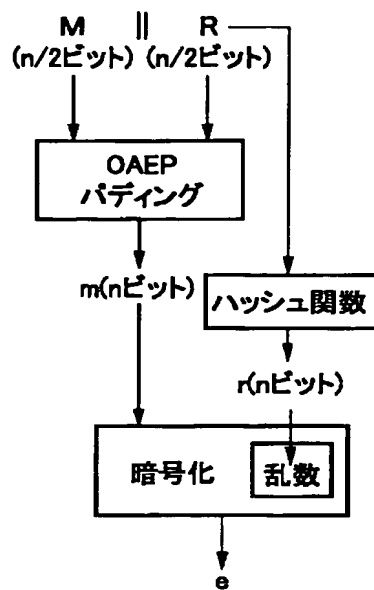 M || R
(n/2ビット) (n/2ビット)
OAEP
パディング
m(nビット)
ハッシュ関数
r(nビット)
暗号化
乱数
e